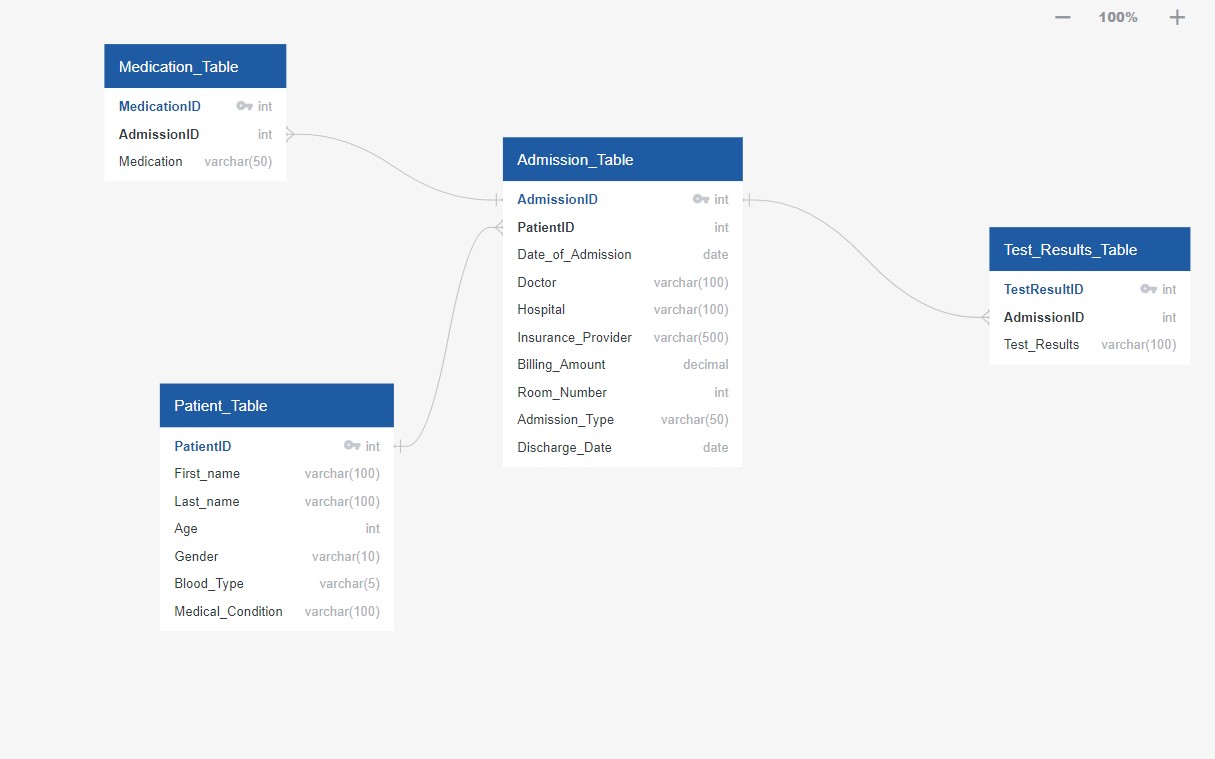 100%
Medication_Table
MedicationID int
AdmissionID int
Medication varchar(50)
Admission_Table
AdmissionID int
PatientID int
Date_of_Admission date
Doctor varchar(100)
Hospital varchar(100)
Insurance_Provider varchar(500)
Billing_Amount decimal
Room_Number int
Admission_Type varchar(50)
Discharge_Date date
Test_Results_Table
TestResultID int
AdmissionID int
Test_Results varchar(100)
Patient_Table
PatientID int
First_name varchar(100)
Last_name varchar(100)
Age int
Gender varchar(10)
Blood_Type varchar(5)
Medical_Condition varchar(100)